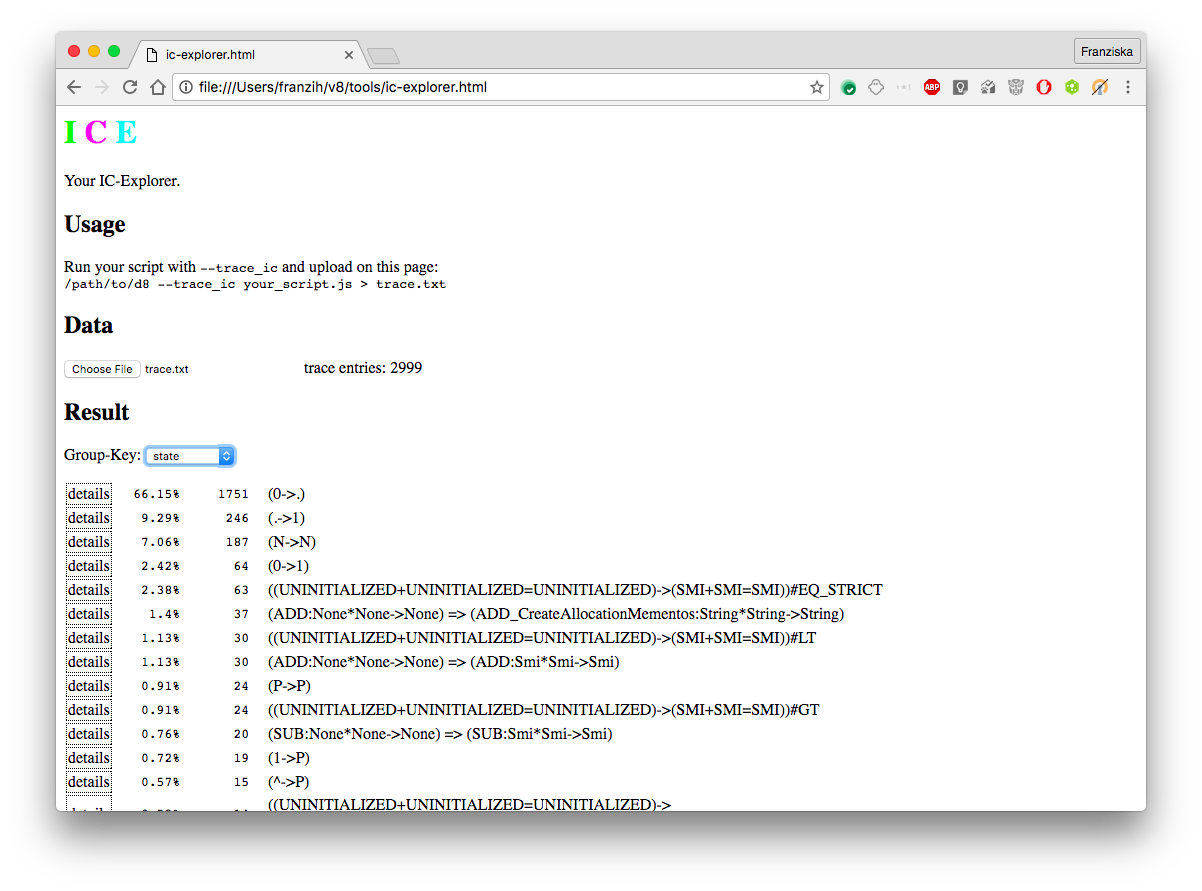 ic-explorer.html
Franziska
file:///Users/franzih/v8/tools/ic-explorer.html
ABP
I C E
Your IC-Explorer.
Usage
Run your script with --trace_ic and upload on this page:
/path/to/d8 --trace_ic your_script.js > trace.txt
Data
Choose File trace.txt trace entries: 2999
Result
Group-Key: state
details 66.15% 1751 (0->.)
details 9.29% 246 (.->1)
details 7.06% 187 (N->N)
details 2.42% 64 (0->1)
details 2.38% 63 ((UNINITIALIZED+UNINITIALIZED=UNINITIALIZED)->(SMI+SMI=SMI))#EQ_STRICT
details 1.4% 37 (ADD:None*None->None) => (ADD_CreateAllocationMementos:String*String->String)
details 1.13% 30 ((UNINITIALIZED+UNINITIALIZED=UNINITIALIZED)->(SMI+SMI=SMI))#LT
details 1.13% 30 (ADD:None*None->None) => (ADD:Smi*Smi->Smi)
details 0.91% 24 (P->P)
details 0.91% 24 ((UNINITIALIZED+UNINITIALIZED=UNINITIALIZED)->(SMI+SMI=SMI))#GT
details 0.76% 20 (SUB:None*None->None) => (SUB:Smi*Smi->Smi)
details 0.72% 19 (1->P)
details 0.57% 15 (^->P)
((UNINITIALIZED+UNINITIALIZED=UNINITIALIZED)->